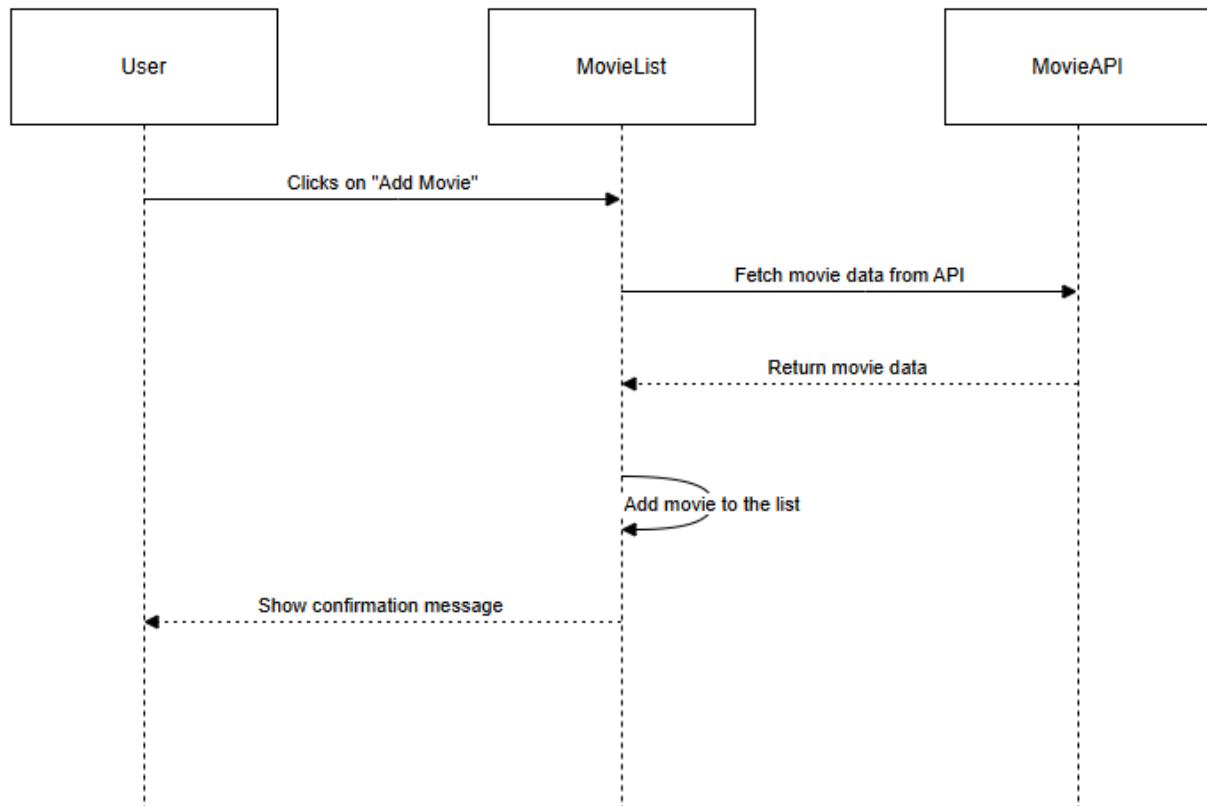 User
MovieList
MovieAPI
Clicks on "Add Movie"
Fetch movie data from API
Return movie data
Add movie to the list
Show confirmation message